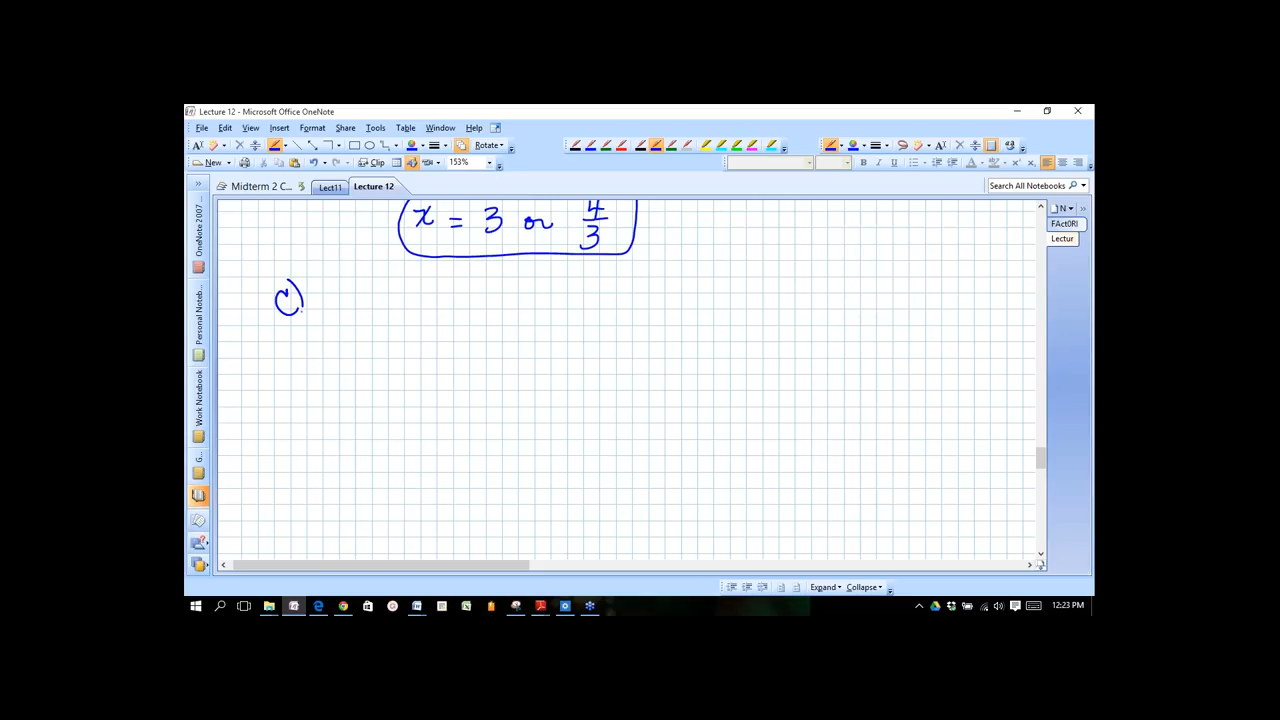 Lecture 12 - Microsoft Office OneNote
File Edit View Insert Format Share Tools Table Window Help
Rotate
New Clip 153%
Midterm 2 C... Lect11 Lecture 12 Search All Notebooks
OneNote 2007 ...
Personal Noteb...
Work Notebook
G...
N
FAct0RI
Lectur
x = 3 or 4/3
c)
Expand Collapse
12:23 PM